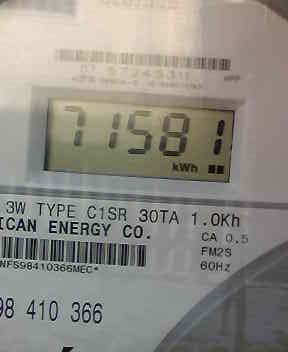 71581
kWh
3W TYPE C1SR 30TA 1.0Kh
ICAN ENERGY CO.
CA 0.5
FM2S
60Hz
NFS98410366MEC*
98 410 366